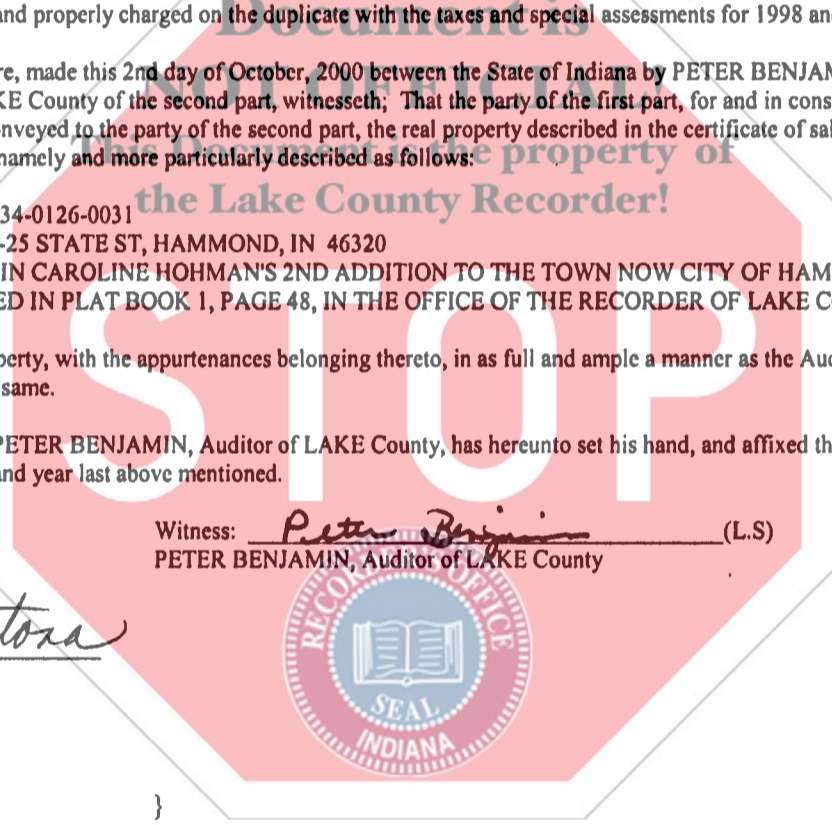 and properly charged on the duplicate with the taxes and special assessments for 1998 an
Document is
re, made this 2nd day of October, 2000 between the State of Indiana by PETER BENJAM
NOT OFFICIAL!
KE County of the second part, witnesseth; That the party of the first part, for and in cons
nveyed to the party of the second part, the real property described in the certificate of sal
namely and more particularly described as follows:
This Document is the property of
the Lake County Recorder!
34-0126-0031
-25 STATE ST, HAMMOND, IN 46320
IN CAROLINE HOHMAN'S 2ND ADDITION TO THE TOWN NOW CITY OF HAM
ED IN PLAT BOOK 1, PAGE 48, IN THE OFFICE OF THE RECORDER OF LAKE C
STOP
perty, with the appurtenances belonging thereto, in as full and ample a manner as the Aud
same.
PETER BENJAMIN, Auditor of LAKE County, has hereunto set his hand, and affixed th
and year last above mentioned.
Witness: Peter Benjamin (L.S)
PETER BENJAMIN, Auditor of LAKE County
tona
RECORDER'S OFFICE
SEAL
INDIANA
}